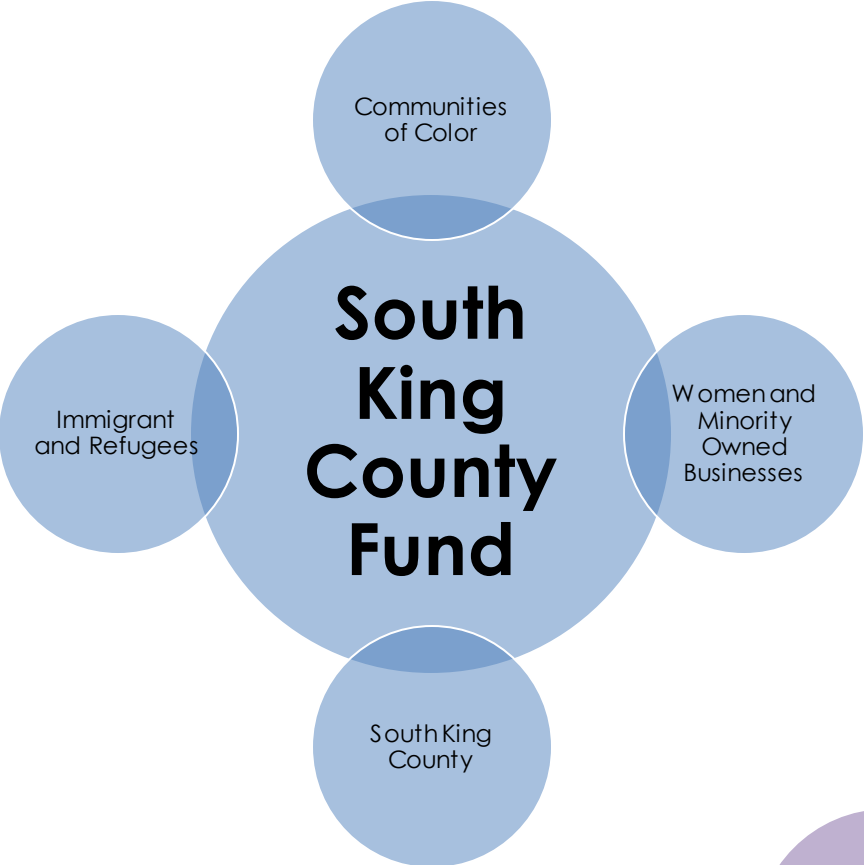 Communities
of Color
South
King
County
Fund
Immigrant
and Refugees
Women and
Minority
Owned
Businesses
South King
County